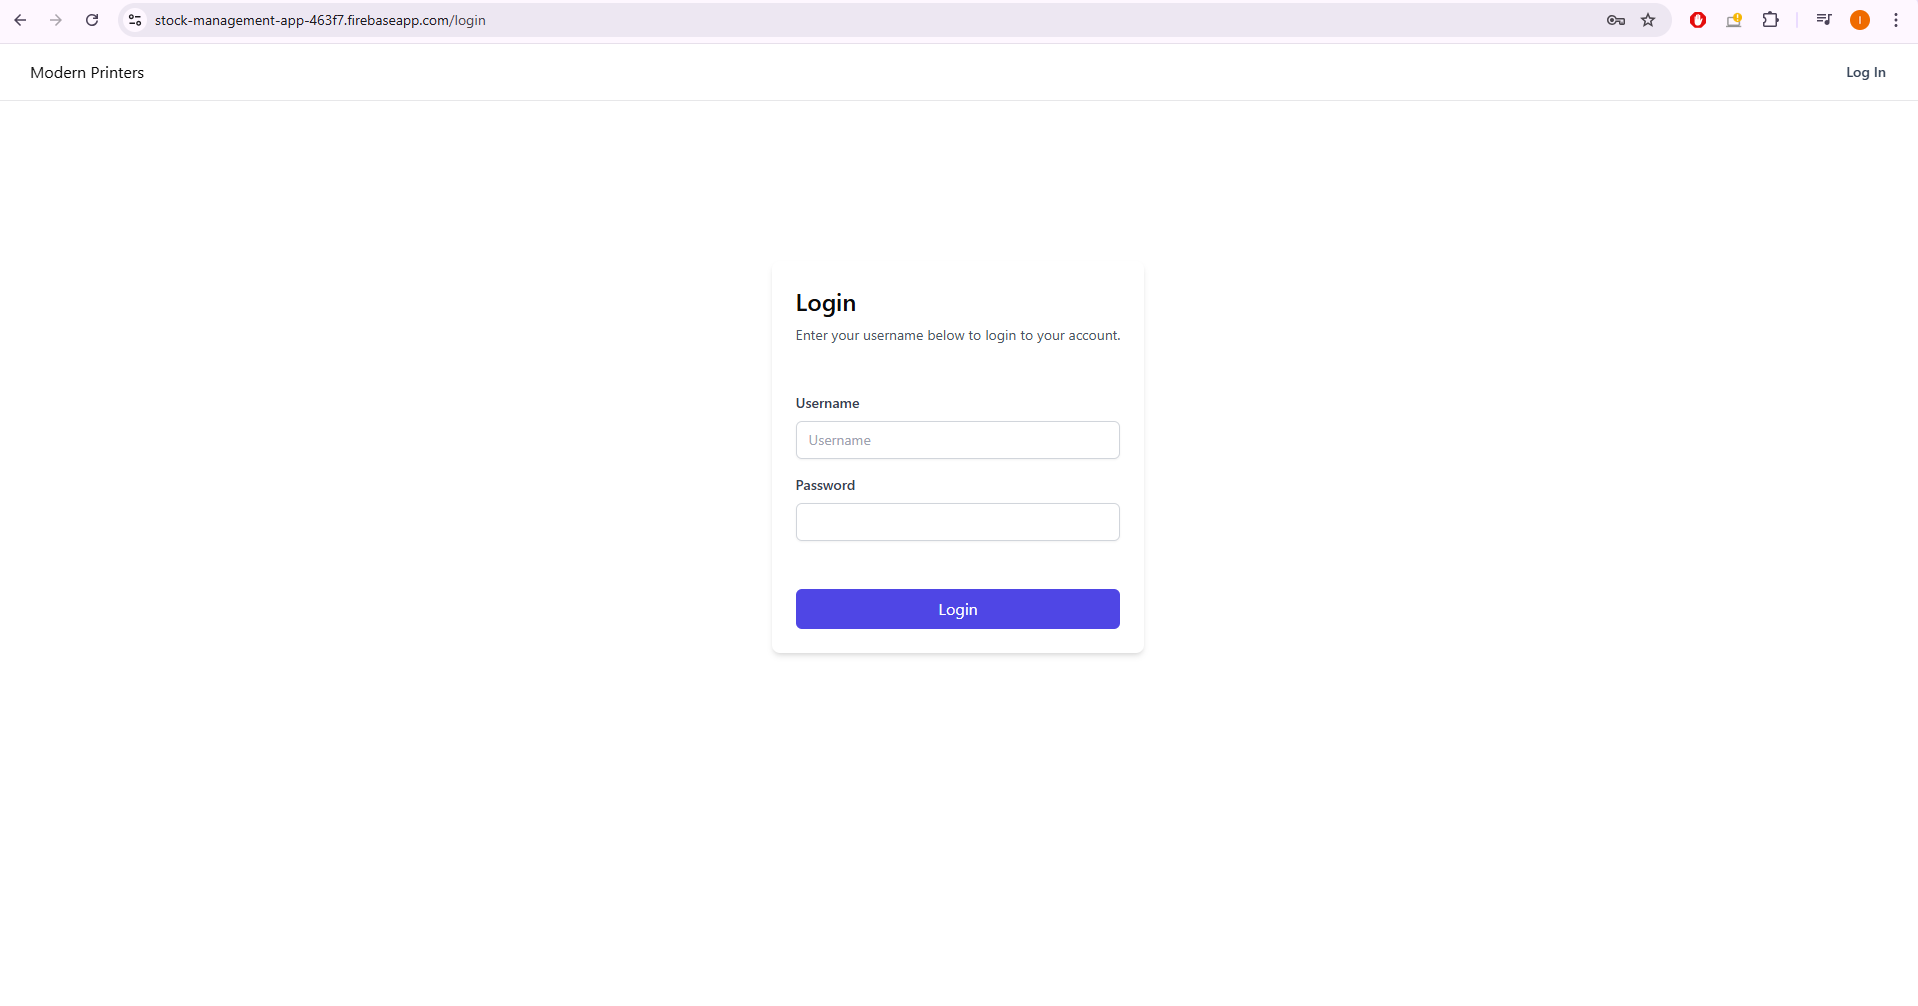 stock-management-app-463f7.firebaseapp.com/login
I
Modern Printers
Log In
Login
Enter your username below to login to your account.
Username
Username
Password
Login